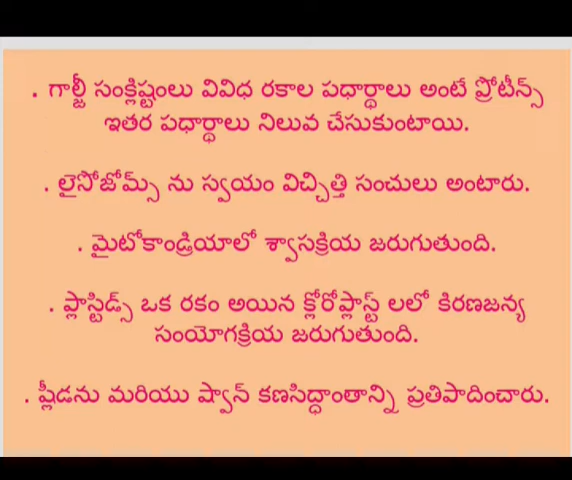 . గాల్జీ సంక్లిష్టంలు వివిధ రకాల పధార్థాలు అంటే ప్రోటీన్స్
ఇతర పధార్థాలు నిలువ చేసుకుంటాయి.
. లైసోజోమ్స్ ను స్వయం విచ్చిత్తి సంచులు అంటారు.
. మైటోకాండ్రియాలో శ్వాసక్రియ జరుగుతుంది.
. ప్లాస్టిడ్స్ ఒక రకం అయిన క్లోరోప్లాస్ట్ లలో కిరణజన్య
సంయోగక్రియ జరుగుతుంది.
. ష్లీడను మరియు ష్వాన్ కణసిద్ధాంతాన్ని ప్రతిపాదించారు.